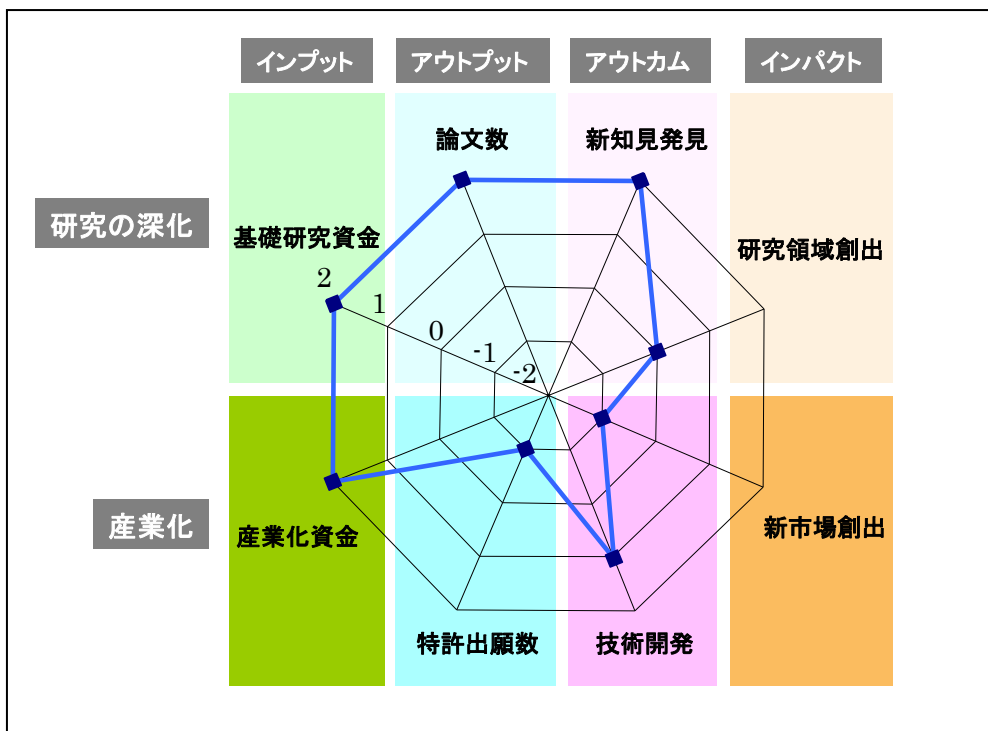 インプット
アウトプット
アウトカム
インパクト
論文数
新知見発見
研究の深化
基礎研究資金
研究領域創出
2
1
0
-1
-2
産業化
産業化資金
新市場創出
特許出願数
技術開発